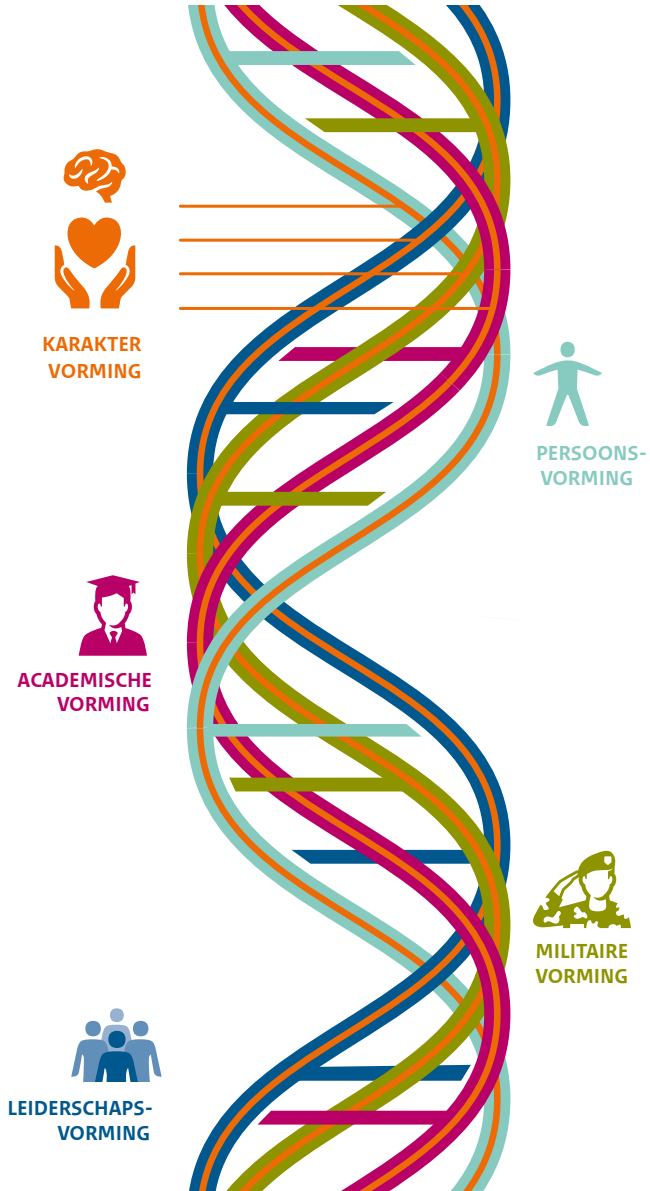 KARAKTER
VORMING
PERSOONS-
VORMING
ACADEMISCHE
VORMING
MILITAIRE
VORMING
LEIDERSCHAPS-
VORMING